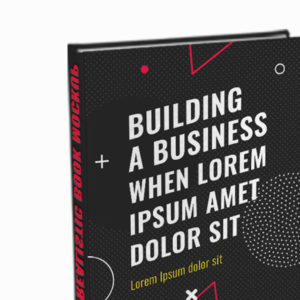 REALISTIC BOOK MOCKUP
BUILDING
A BUSINESS
WHEN LOREM
IPSUM AMET
DOLOR SIT
Lorem Ipsum dolor sit